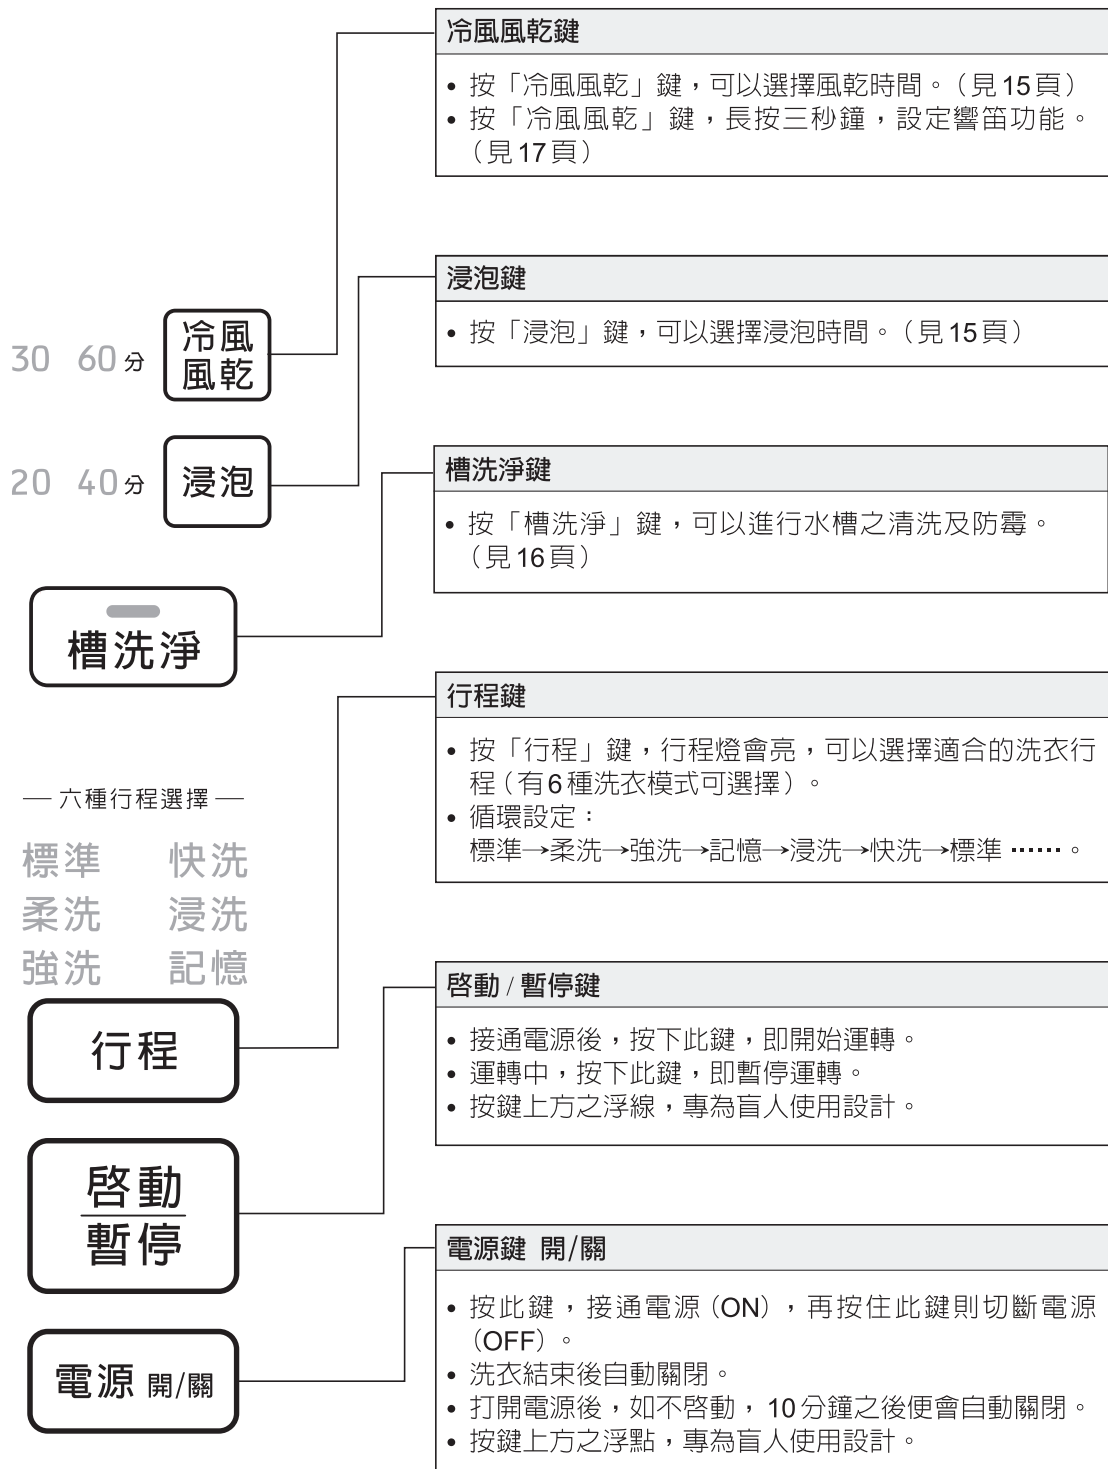 冷風風乾鍵
• 按「冷風風乾」鍵，可以選擇風乾時間。（見15頁）
• 按「冷風風乾」鍵，長按三秒鐘，設定響笛功能。
（見17頁）
浸泡鍵
• 按「浸泡」鍵，可以選擇浸泡時間。（見15頁）
30 60分
冷風
風乾
20 40分
浸泡
槽洗淨鍵
• 按「槽洗淨」鍵，可以進行水槽之清洗及防霉。
（見16頁）
槽洗淨
行程鍵
• 按「行程」鍵，行程燈會亮，可以選擇適合的洗衣行
程（有6種洗衣模式可選擇）。
• 循環設定：
標準→柔洗→強洗→記憶→浸洗→快洗→標準 ……。
— 六種行程選擇 —
標準 快洗
柔洗 浸洗
強洗 記憶
行程
啓動 / 暫停鍵
• 接通電源後，按下此鍵，即開始運轉。
• 運轉中，按下此鍵，即暫停運轉。
• 按鍵上方之浮線，專為盲人使用設計。
啓動
暫停
電源鍵 開/關
• 按此鍵，接通電源（ON），再按住此鍵則切斷電源
（OFF）。
• 洗衣結束後自動關閉。
• 打開電源後，如不啓動，10分鐘之後便會自動關閉。
• 按鍵上方之浮點，專為盲人使用設計。
電源 開/關